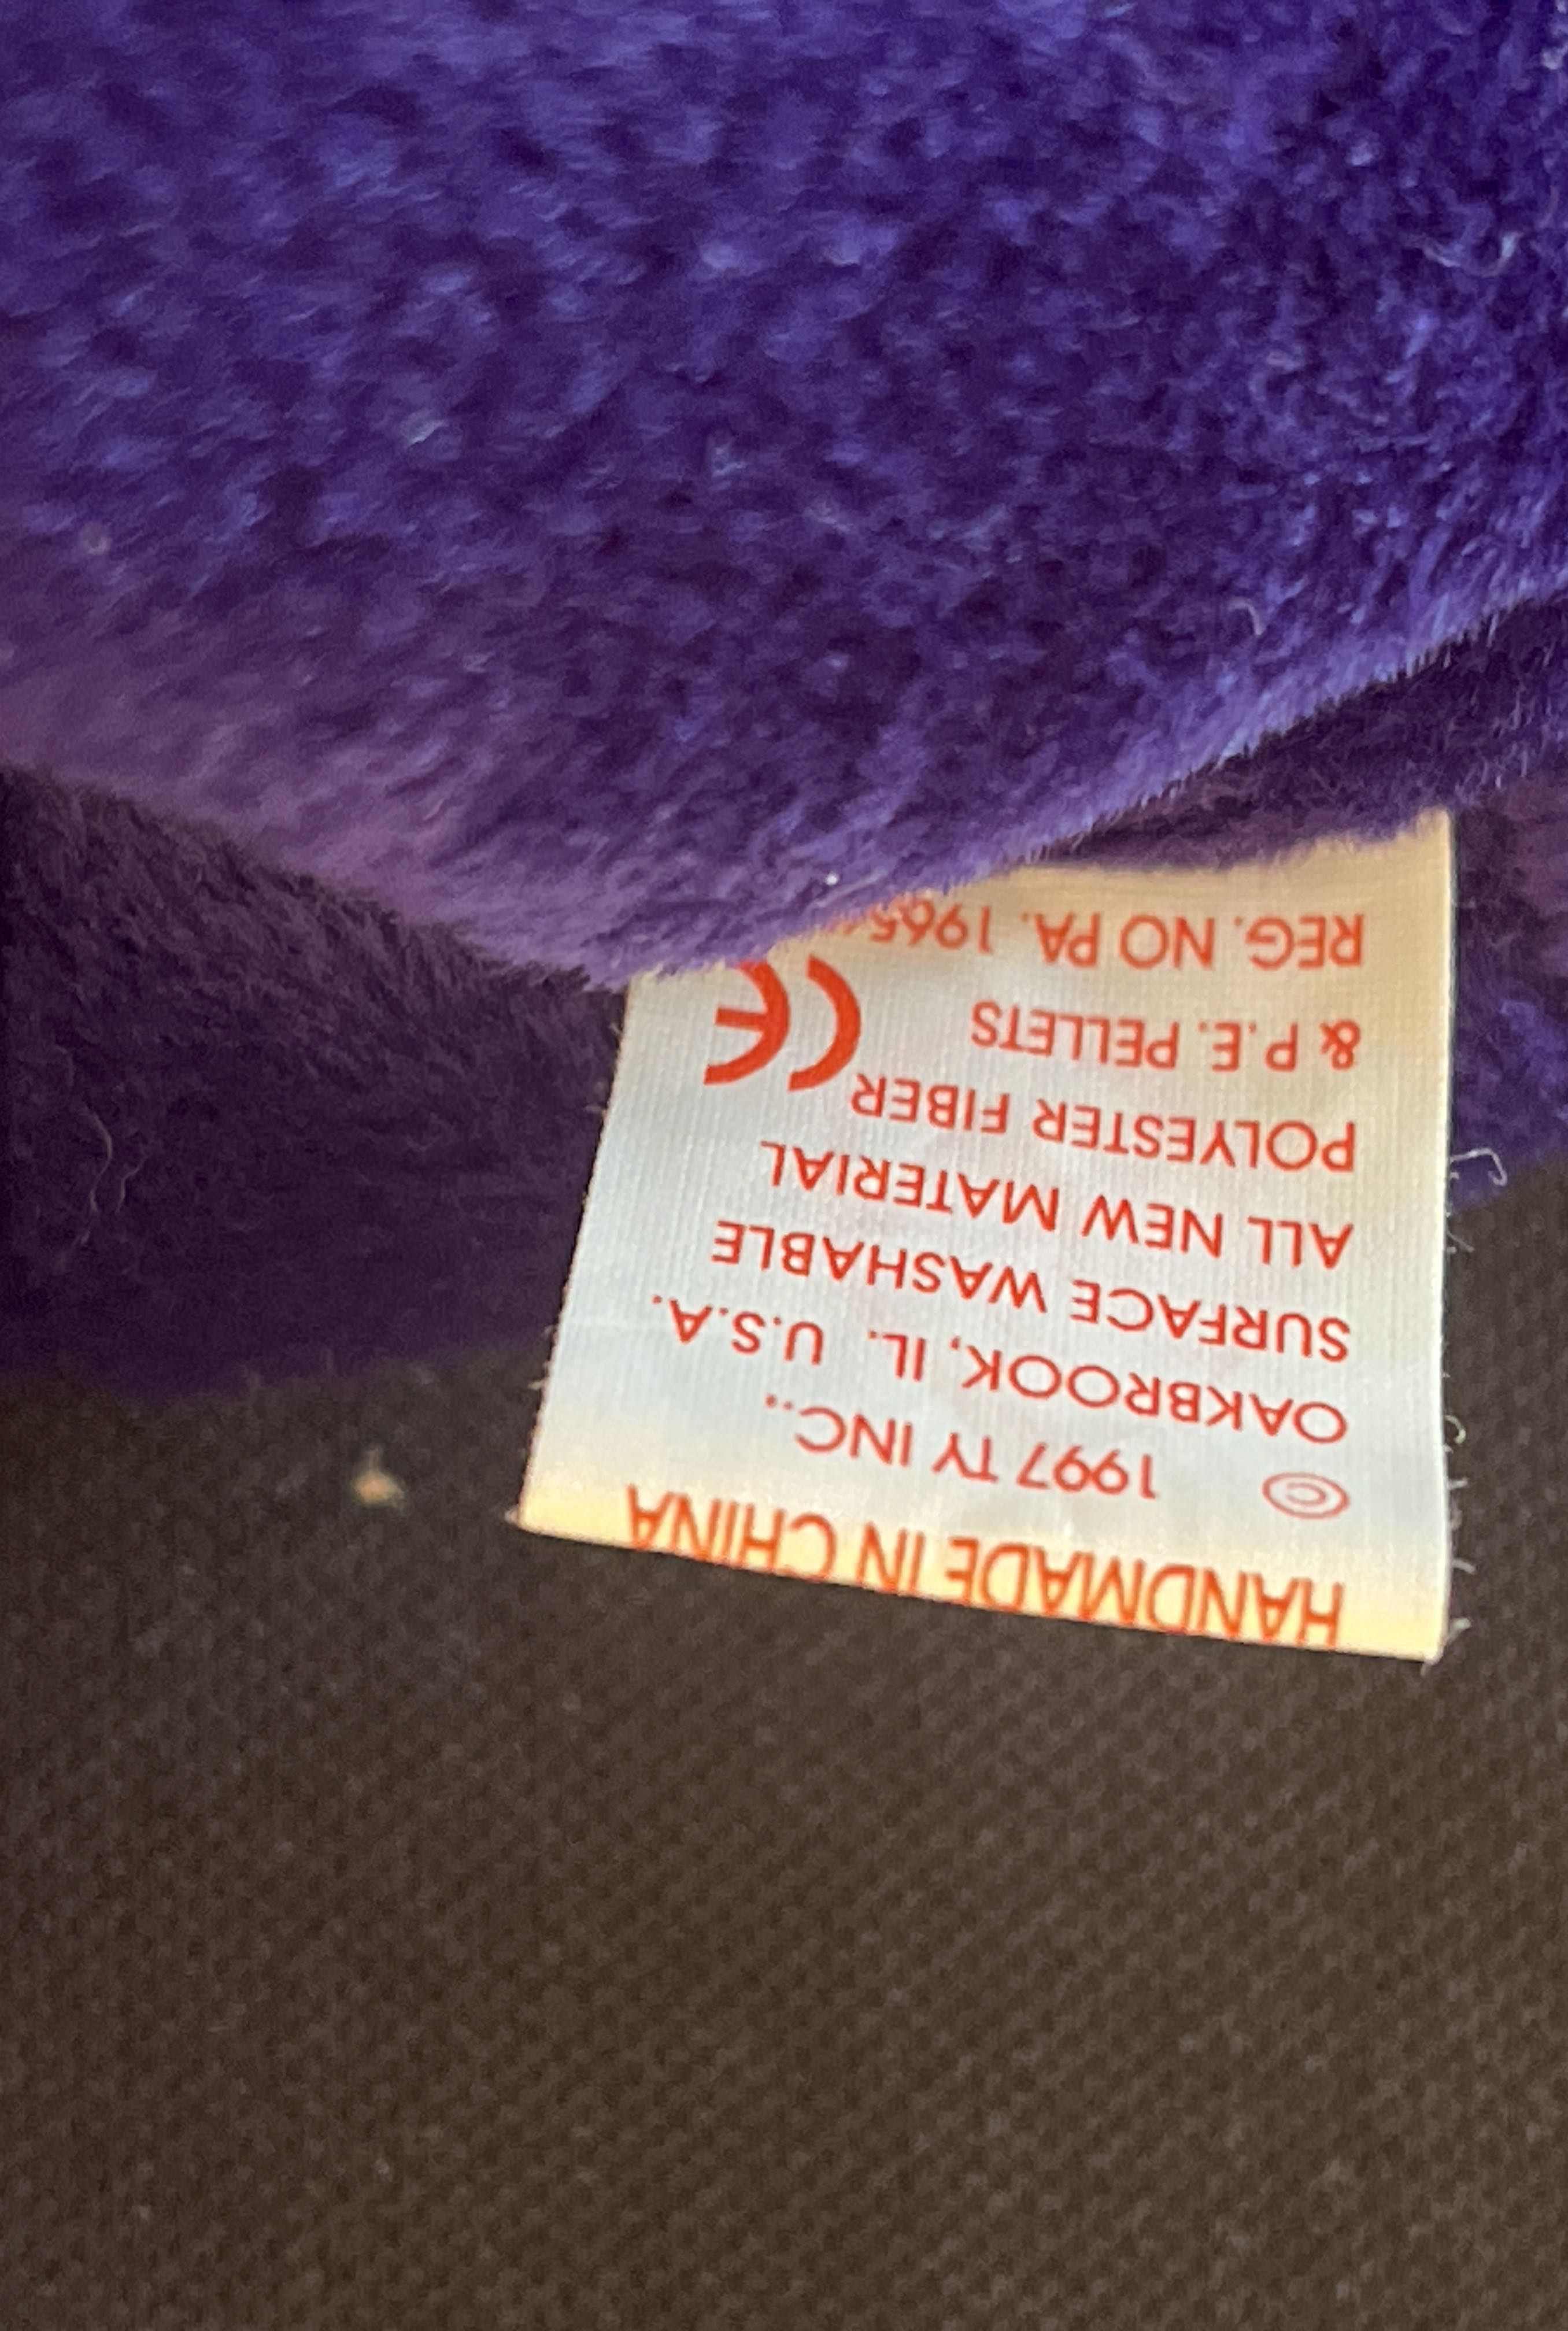 HANDMADE IN CHINA
© 1997 TY INC.,
OAKBROOK, IL. U.S.A.
SURFACE WASHABLE
ALL NEW MATERIAL
POLYESTER FIBER
& P.E. PELLETS CE
REG. NO PA. 1965